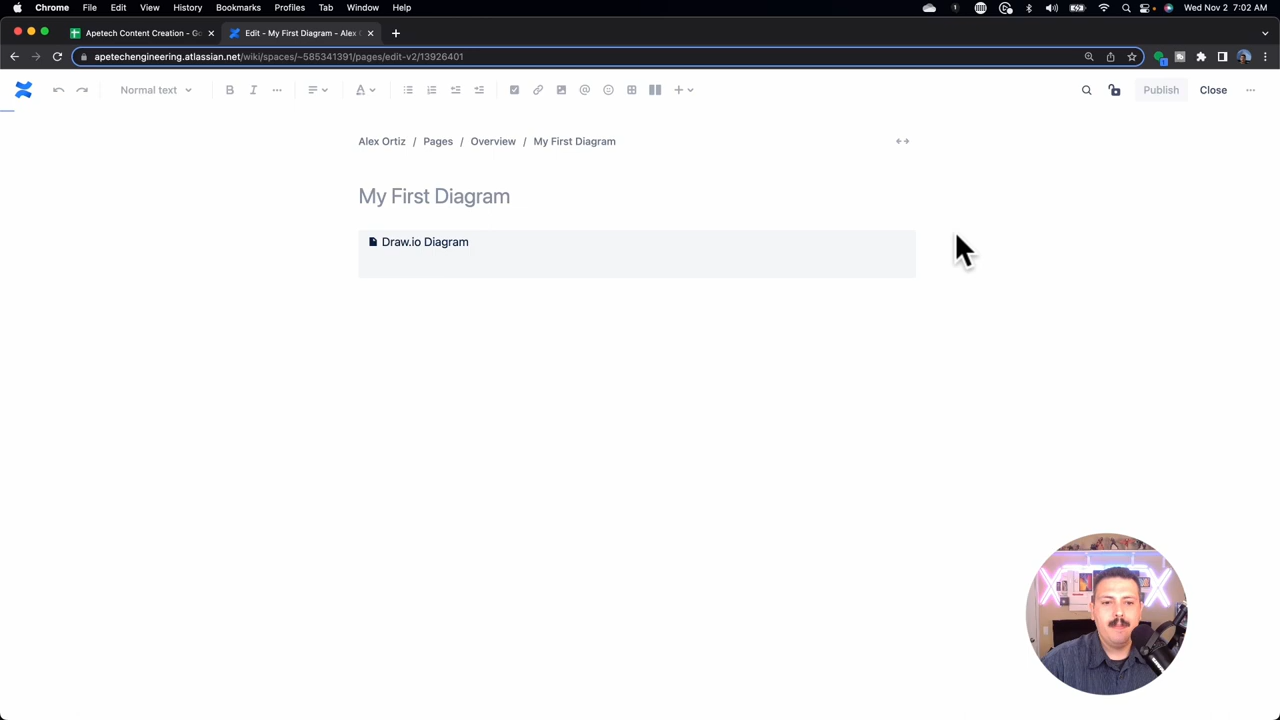 Chrome File Edit View History Bookmarks Profiles Tab Window Help
Wed Nov 2 7:02 AM
Apetech Content Creation - Go
Edit - My First Diagram - Alex
apetechengineering.atlassian.net/wiki/spaces/~585341391/pages/edit-v2/13926401
Normal text
B I A
Publish Close
Alex Ortiz / Pages / Overview / My First Diagram
My First Diagram
Draw.io Diagram